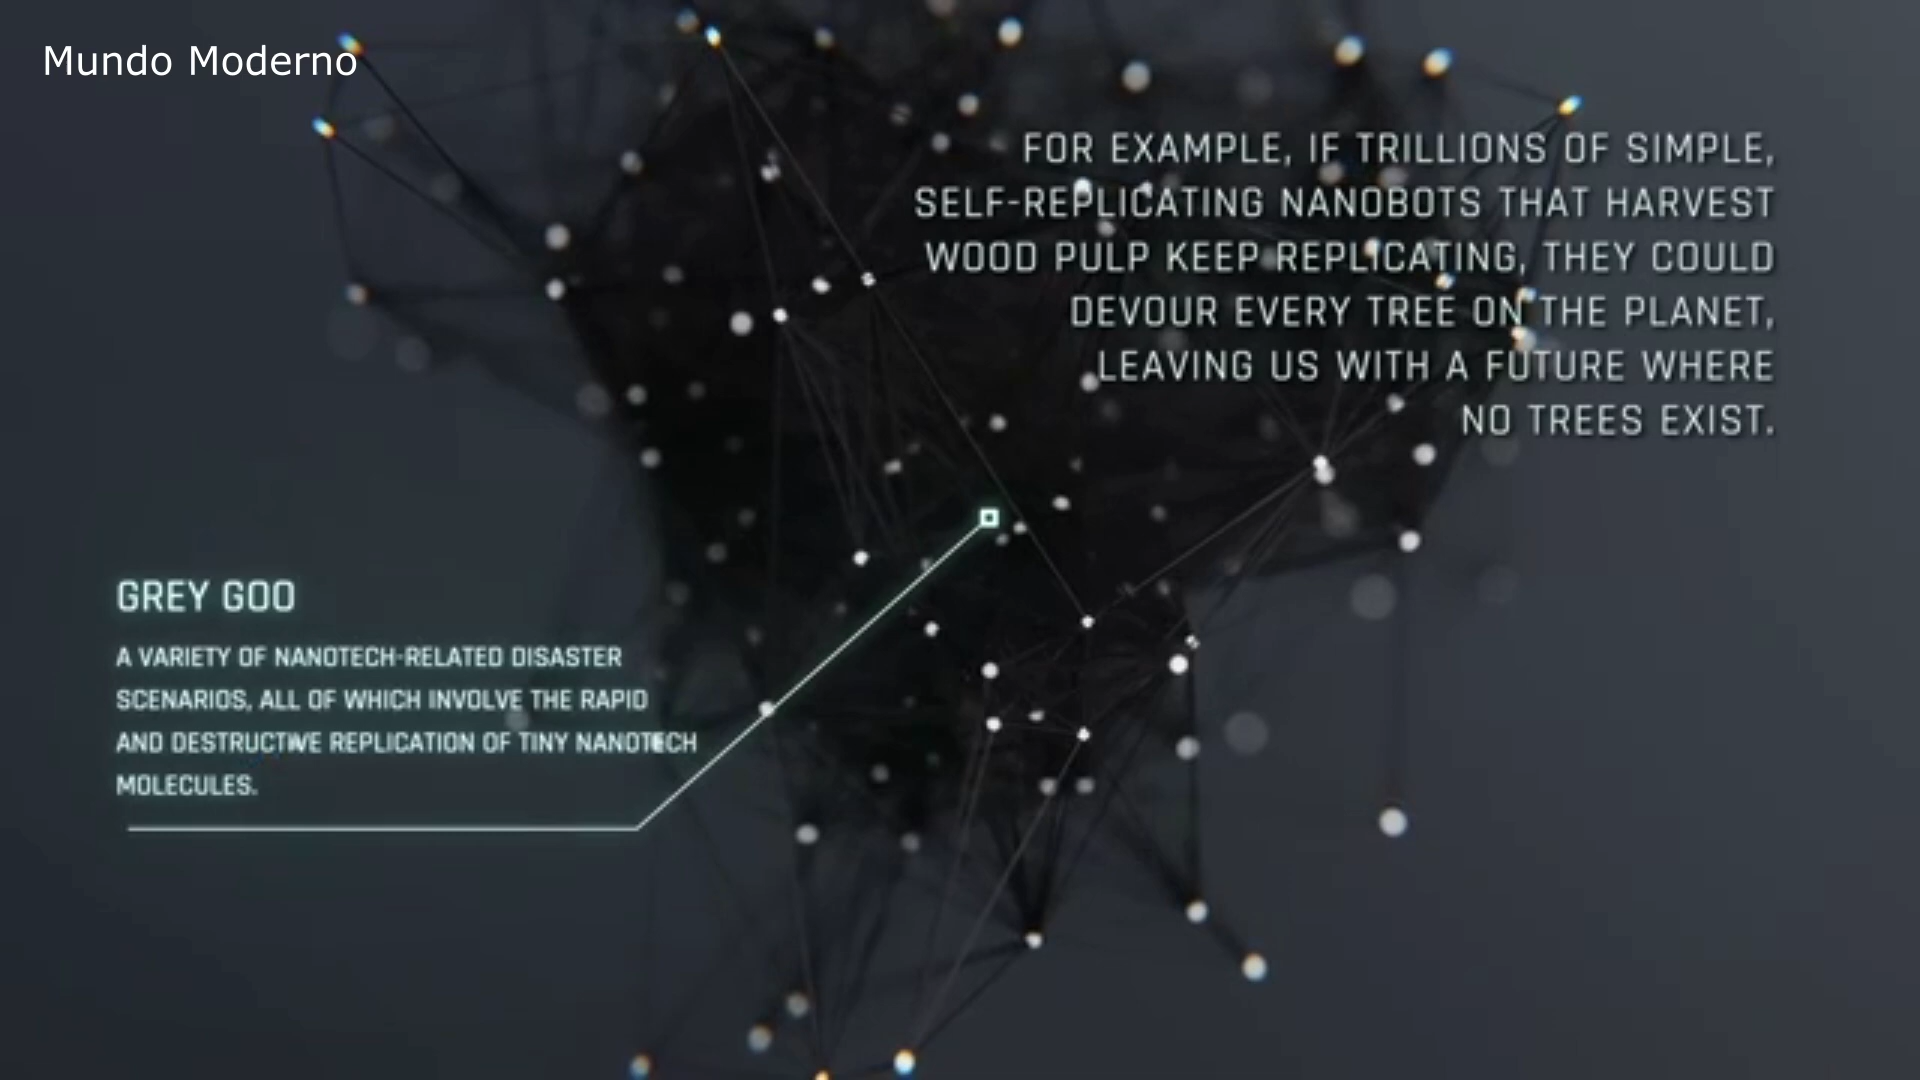 Mundo Moderno
FOR EXAMPLE, IF TRILLIONS OF SIMPLE,
SELF-REPLICATING NANOBOTS THAT HARVEST
WOOD PULP KEEP REPLICATING, THEY COULD
DEVOUR EVERY TREE ON THE PLANET,
LEAVING US WITH A FUTURE WHERE
NO TREES EXIST.
GREY GOO
A VARIETY OF NANOTECH-RELATED DISASTER
SCENARIOS, ALL OF WHICH INVOLVE THE RAPID
AND DESTRUCTIVE REPLICATION OF TINY NANOTECH
MOLECULES.